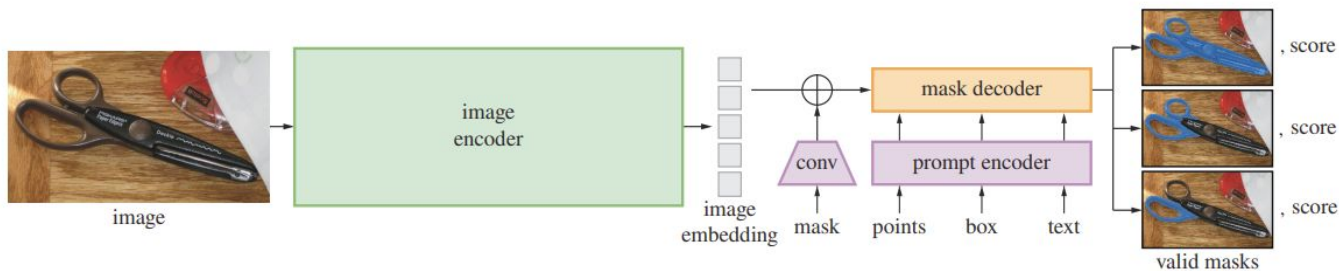 image
image
encoder
image
embedding
conv
mask
mask decoder
prompt encoder
points
box
text
, score
, score
, score
valid masks